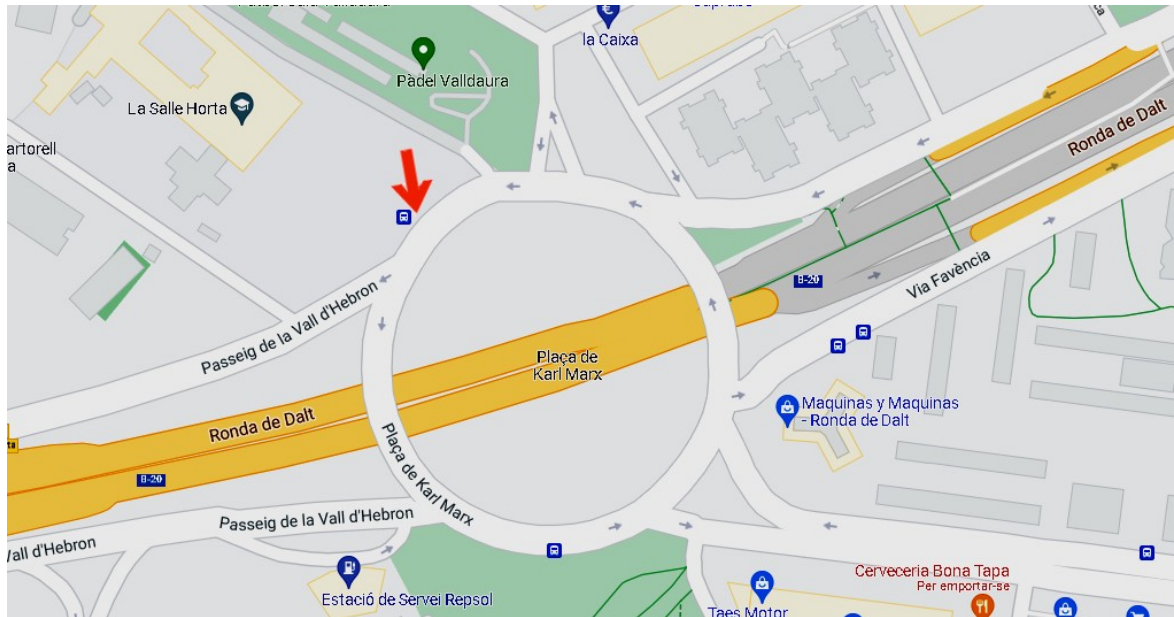 la Caixa
Pàdel Valldaura
La Salle Horta
artorell
a
Ronda de Dalt
B-20
Via Favència
Passeig de la Vall d'Hebron
Plaça de
Karl Marx
Maquinas y Maquinas
- Ronda de Dalt
Ronda de Dalt
B-20
Plaça de Karl Marx
Passeig de la Vall d'Hebron
Vall d'Hebron
Estació de Servei Repsol
Cerveceria Bona Tapa
Per emportar-se
Taes Motor